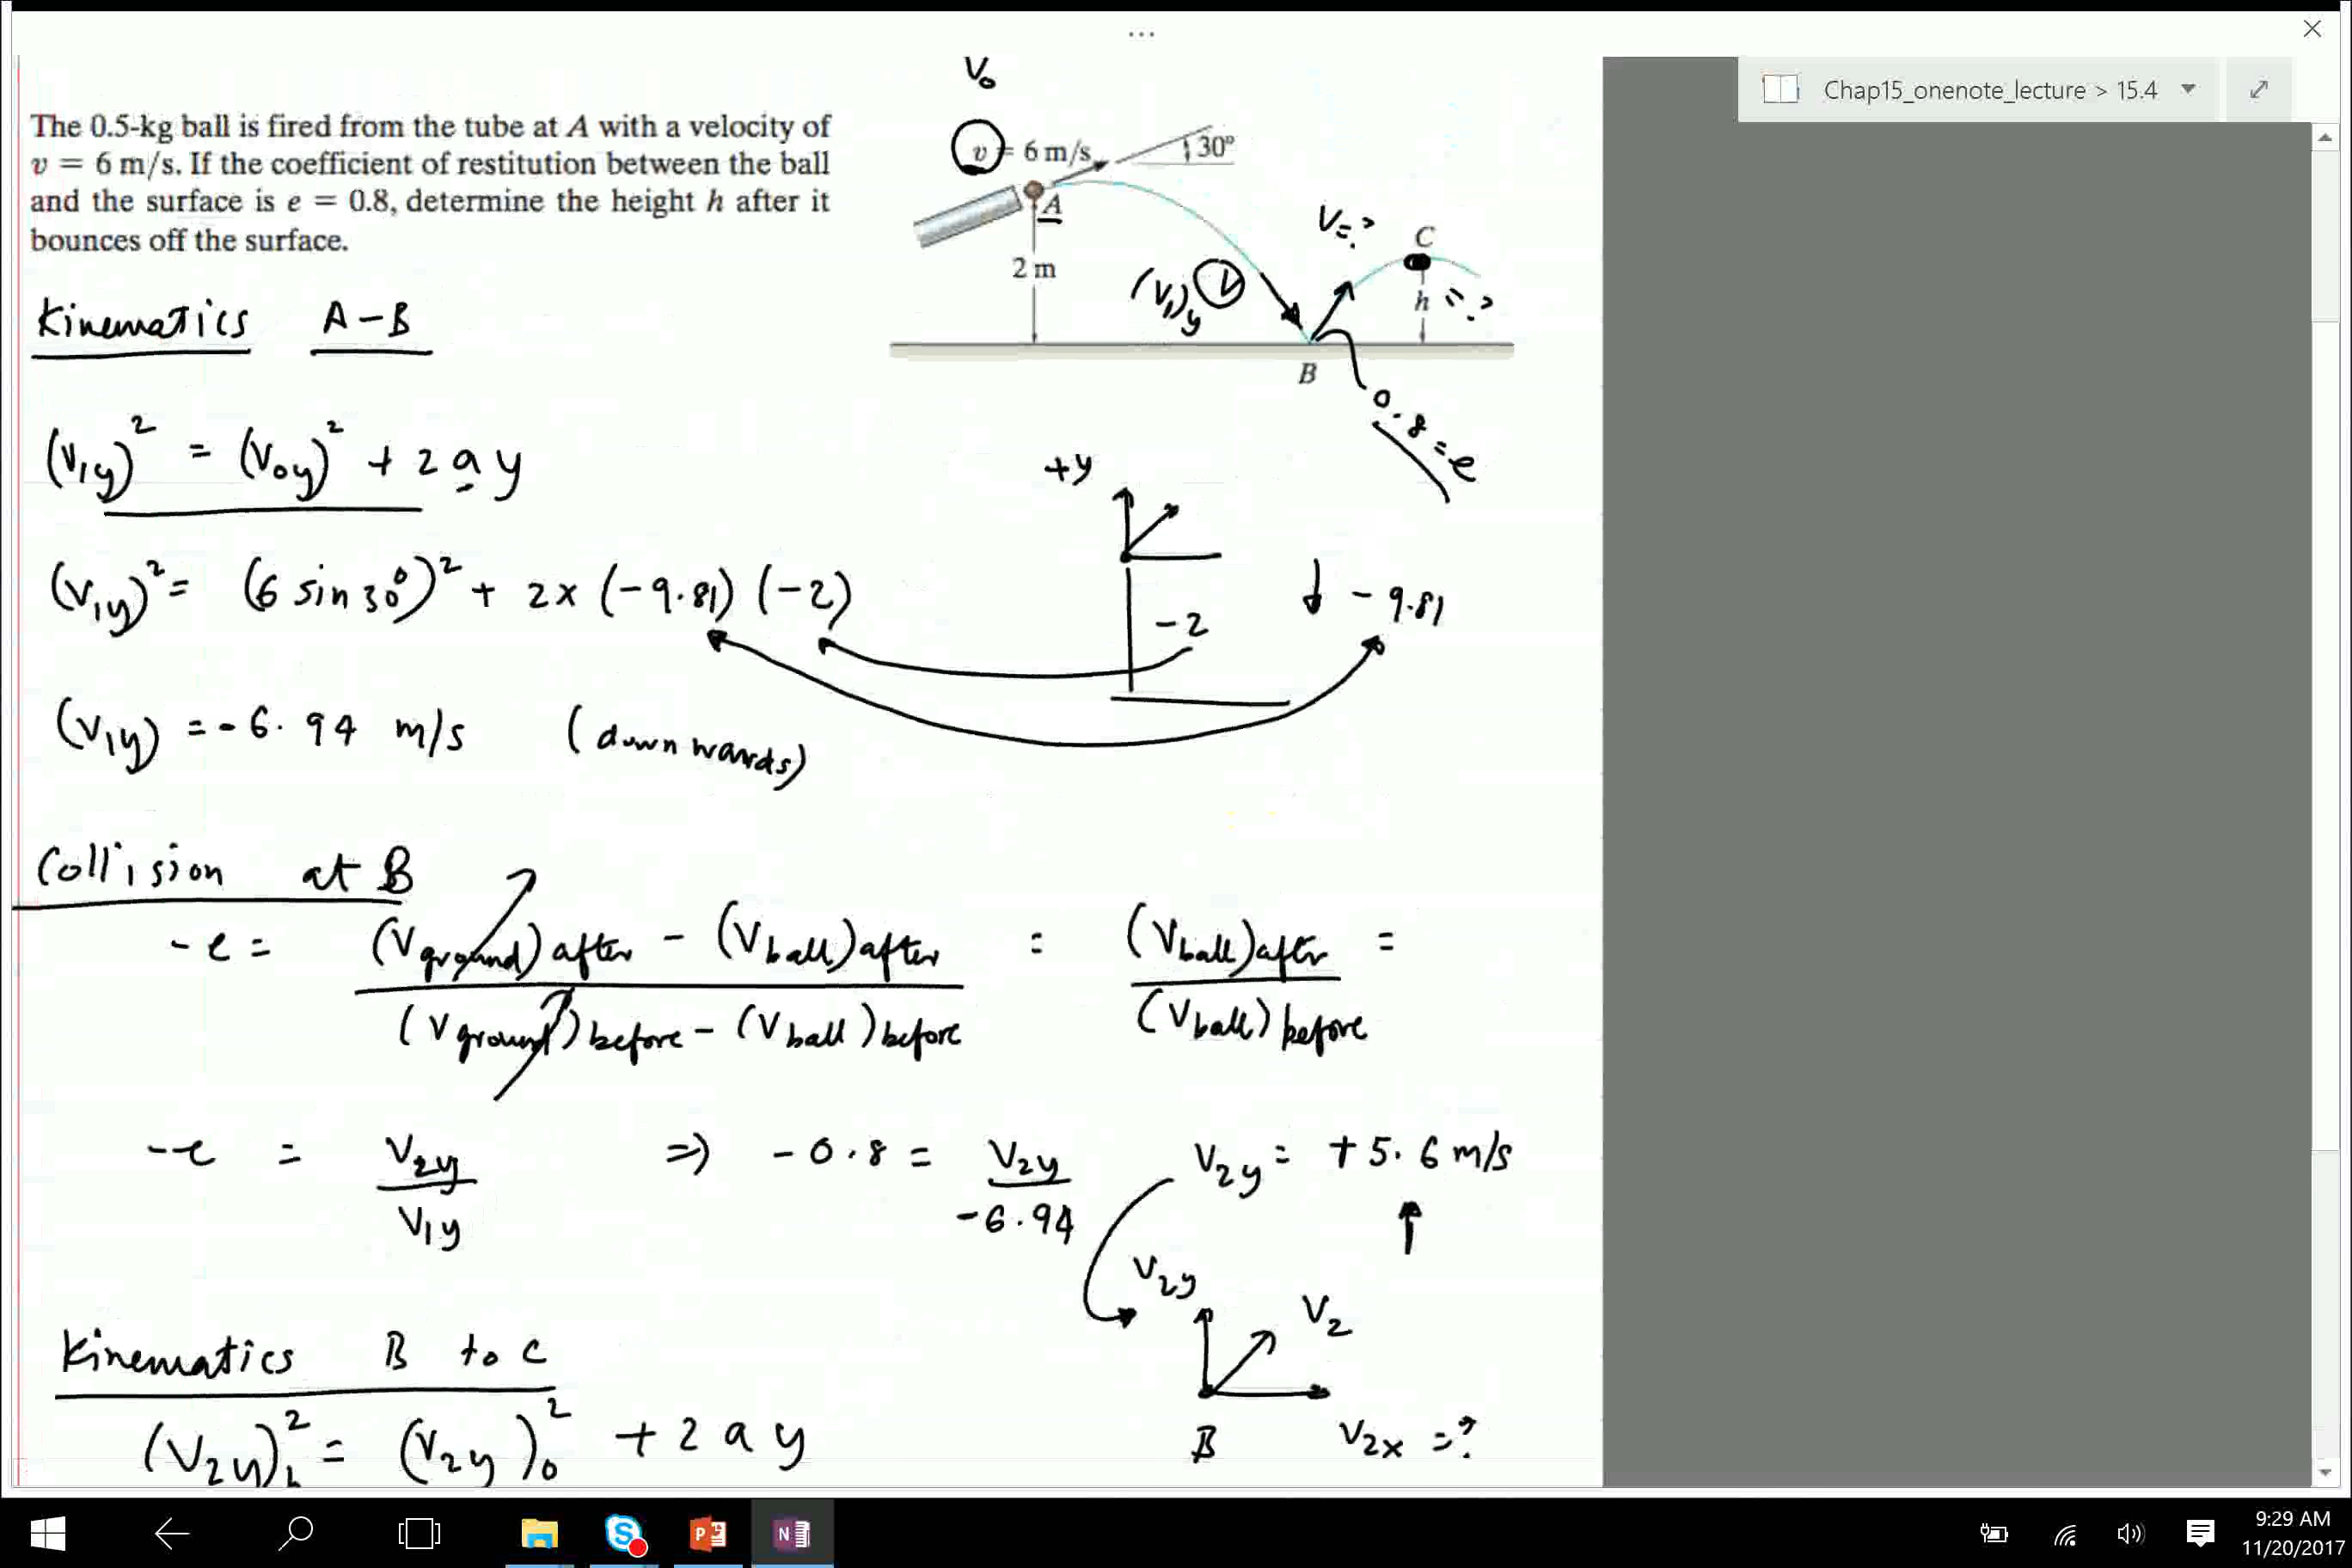 ...
Chap15_onenote_lecture > 15.4
The 0.5-kg ball is fired from the tube at A with a velocity of
v = 6 m/s. If the coefficient of restitution between the ball
and the surface is e = 0.8, determine the height h after it
bounces off the surface.
V₀
v = 6 m/s
30°
A
2 m
(V₁)y
V=?
C
h =?
B
0.8=e
Kinematics A-B
(V₁y)² = (V₀y)² + 2 a y
+y
(V₁y)² = (6 sin 30°)² + 2x (-9.81) (-2)
-2
↓ -9.81
(V₁y) = -6.94 m/s (downwards)
Collision at B
-e = (Vground)after - (Vball)after = (Vball)after =
(Vground)before - (Vball)before (Vball)before
-e = V₂y ⇒ -0.8 = V₂y V₂y = +5.6 m/s
V₁y -6.94
V₂y
V₂
B V₂x =?
Kinematics B to C
(V₂y)² = (V₂y)₀² + 2 a y
9:29 AM
11/20/2017